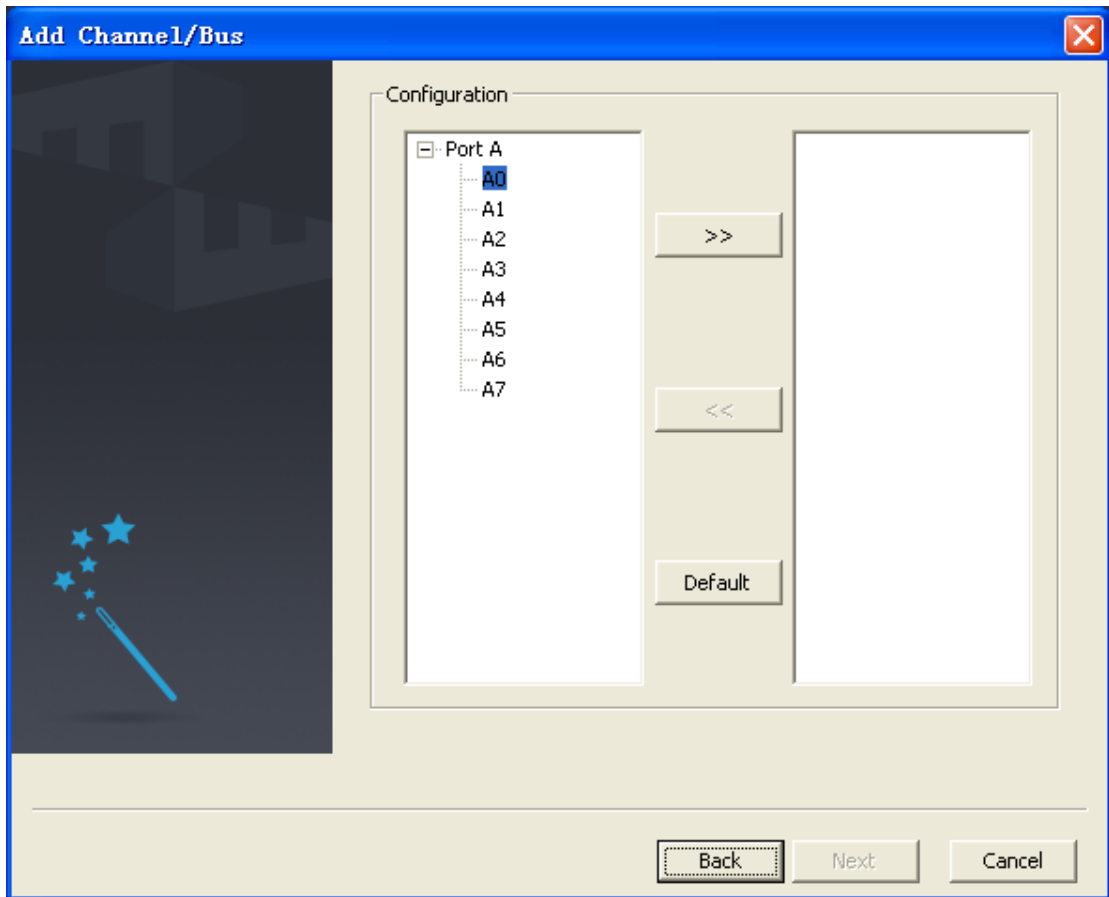 Add Channel/Bus
Configuration
Port A
A0
A1
A2
A3
A4
A5
A6
A7
>>
<<
Default
Back
Next
Cancel